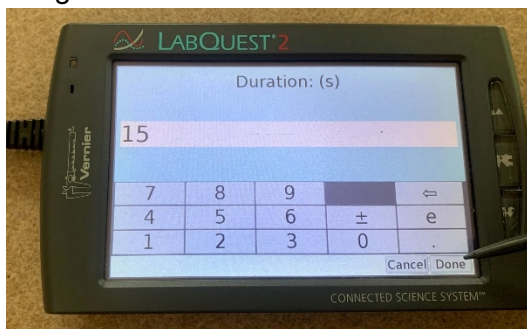 LABQUEST®2
Duration: (s)
15
7 8 9 ⇦
4 5 6 ± e
1 2 3 0 .
Cancel Done
Vernier
CONNECTED SCIENCE SYSTEM™